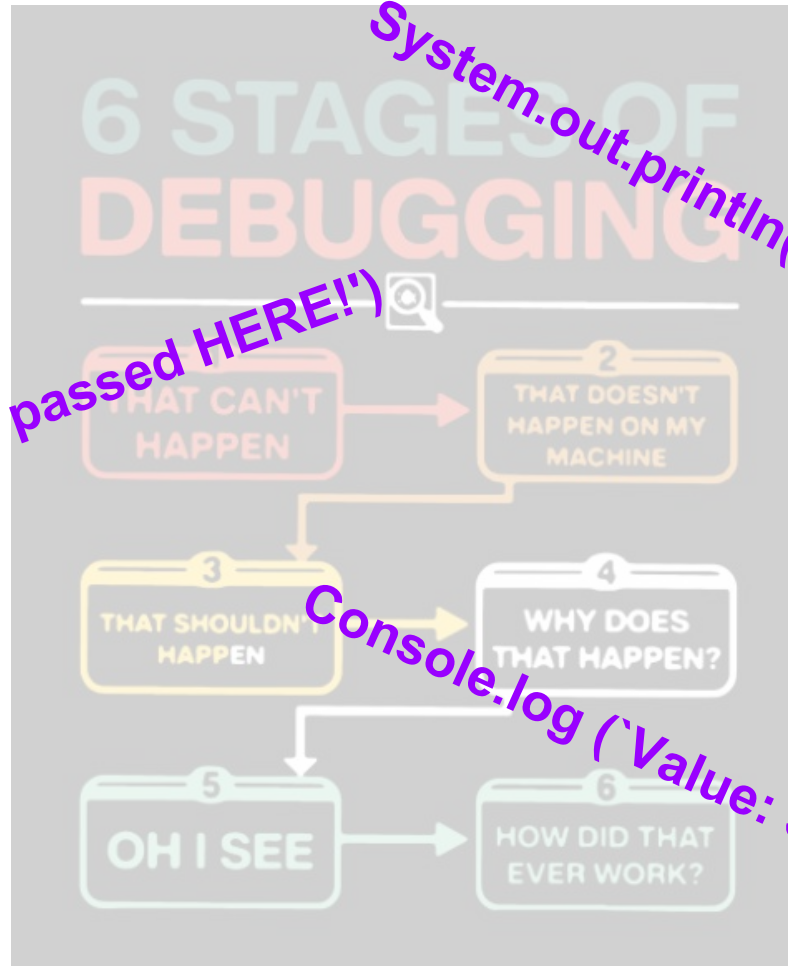 System.out.println(
6 STAGES OF
DEBUGGING
passed HERE!')
1
THAT CAN'T
HAPPEN
2
THAT DOESN'T
HAPPEN ON MY
MACHINE
3
THAT SHOULDN'T
HAPPEN
4
WHY DOES
THAT HAPPEN?
Console.log (`Value:
5
OH I SEE
6
HOW DID THAT
EVER WORK?